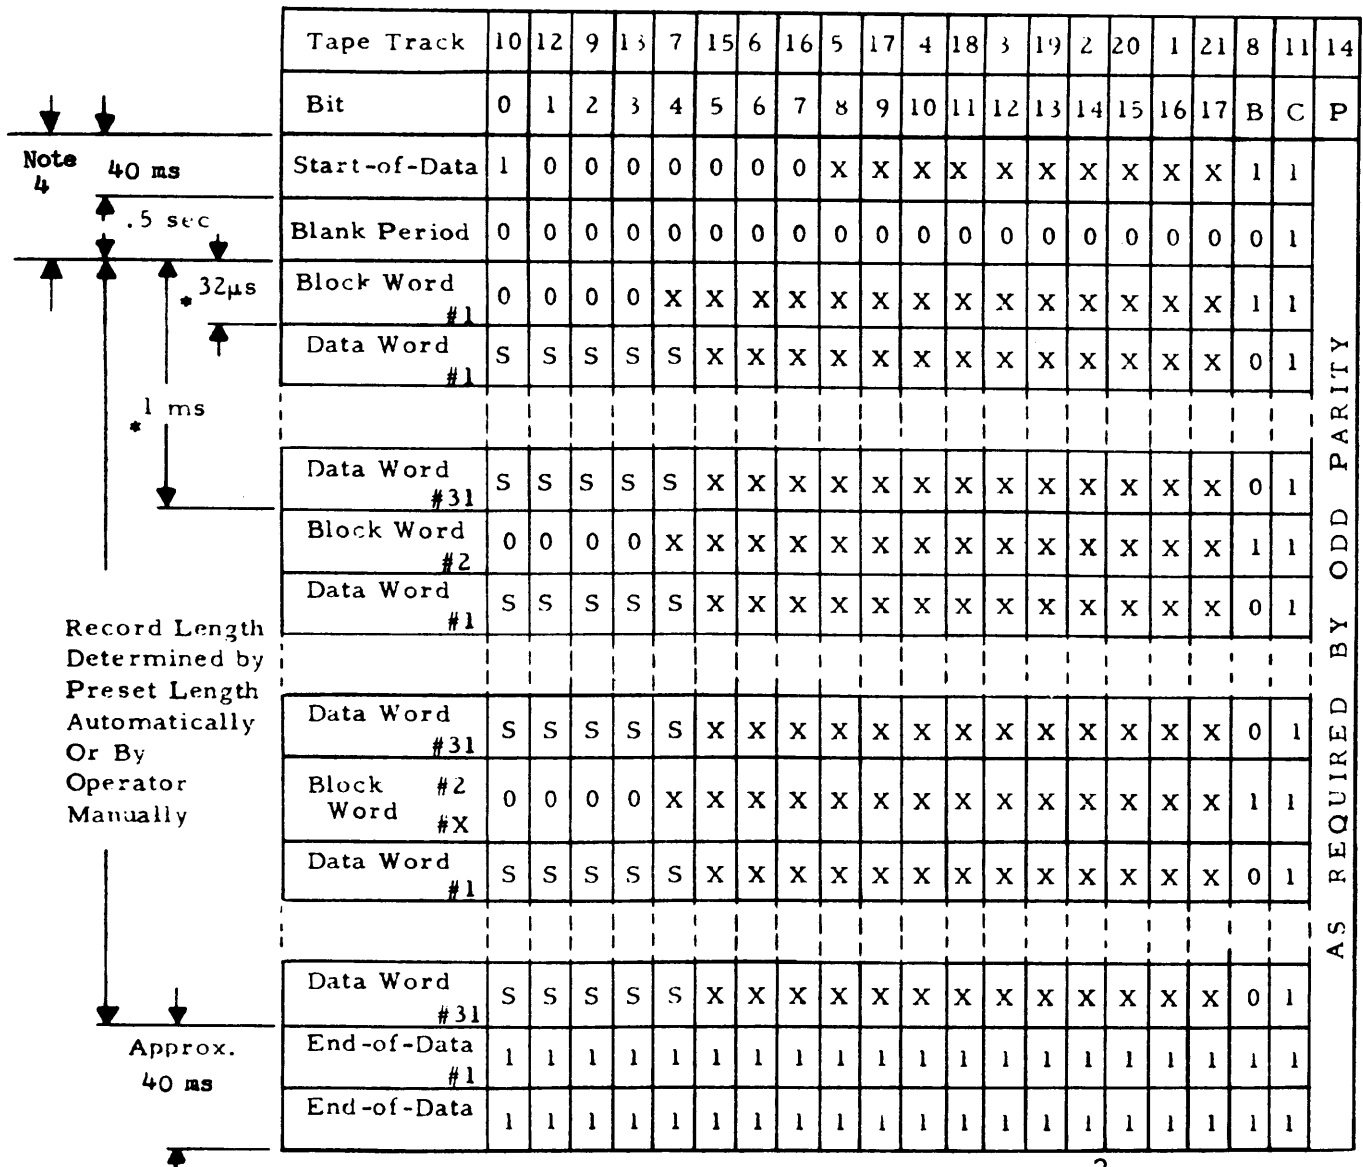 Tape Track 10 12 9 13 7 15 6 16 5 17 4 18 3 19 2 20 1 21 8 11 14
Bit 0 1 2 3 4 5 6 7 8 9 10 11 12 13 14 15 16 17 B C P
Note 4
40 ms
Start-of-Data 1 0 0 0 0 0 0 0 X X X X X X X X X X 1 1
.5 sec
Blank Period 0 0 0 0 0 0 0 0 0 0 0 0 0 0 0 0 0 0 0 1
* 32μs
Block Word #1 0 0 0 0 X X X X X X X X X X X X X X 1 1
Data Word #1 S S S S S X X X X X X X X X X X X X 0 1
* 1 ms
Data Word #31 S S S S S X X X X X X X X X X X X X 0 1
Block Word #2 0 0 0 0 X X X X X X X X X X X X X X 1 1
Data Word #1 S S S S S X X X X X X X X X X X X X 0 1
Record Length
Determined by
Preset Length
Automatically
Or By
Operator
Manually
Data Word #31 S S S S S X X X X X X X X X X X X X 0 1
Block #2
Word #X 0 0 0 0 X X X X X X X X X X X X X X 1 1
Data Word #1 S S S S S X X X X X X X X X X X X X 0 1
Data Word #31 S S S S S X X X X X X X X X X X X X 0 1
Approx.
40 ms
End-of-Data #1 1 1 1 1 1 1 1 1 1 1 1 1 1 1 1 1 1 1 1 1
End-of-Data 1 1 1 1 1 1 1 1 1 1 1 1 1 1 1 1 1 1 1 1
AS REQUIRED BY ODD PARITY